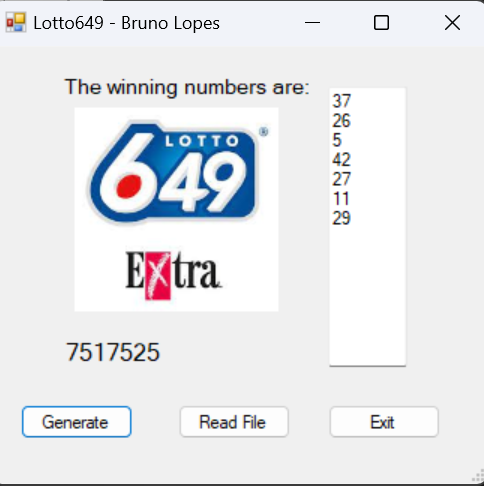 Lotto649 - Bruno Lopes
The winning numbers are:
37
26
5
42
27
11
29
LOTTO
649
Extra
7517525
Generate
Read File
Exit